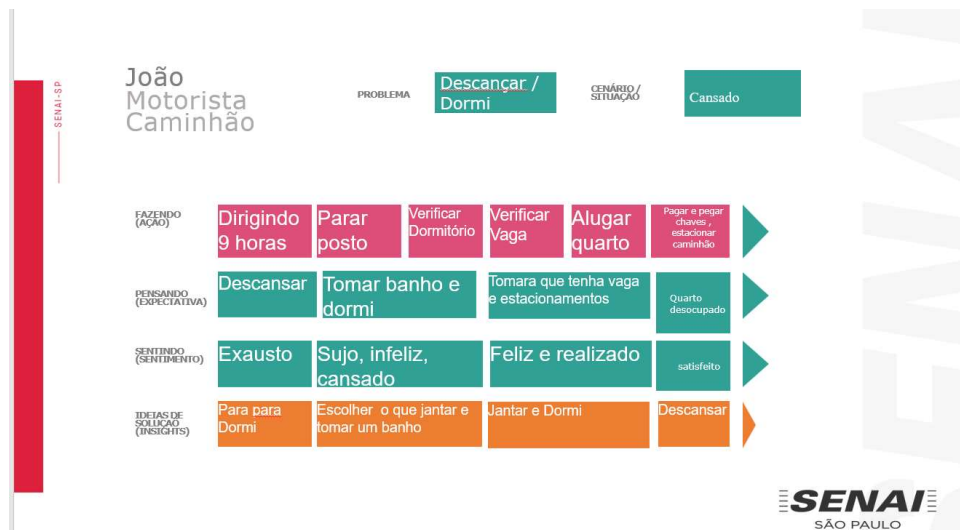 SENAI-SP
João
Motorista
Caminhão
PROBLEMA
Descançar /
Dormi
CENÁRIO/
SITUAÇÃO
Cansado
FAZENDO
(AÇÃO)
Dirigindo
9 horas
Parar
posto
Verificar
Dormitório
Verificar
Vaga
Alugar
quarto
Pagar e pegar
chaves ,
estacionar
caminhão
PENSANDO
(EXPECTATIVA)
Descansar
Tomar banho e
dormi
Tomara que tenha vaga
e estacionamentos
Quarto
desocupado
SENTINDO
(SENTIMENTO)
Exausto
Sujo, infeliz,
cansado
Feliz e realizado
satisfeito
IDEIAS DE
SOLUÇÃO
(INSIGHTS)
Para para
Dormi
Escolher o que jantar e
tomar um banho
Jantar e Dormi
Descansar
SENAI
SÃO PAULO
SENAI